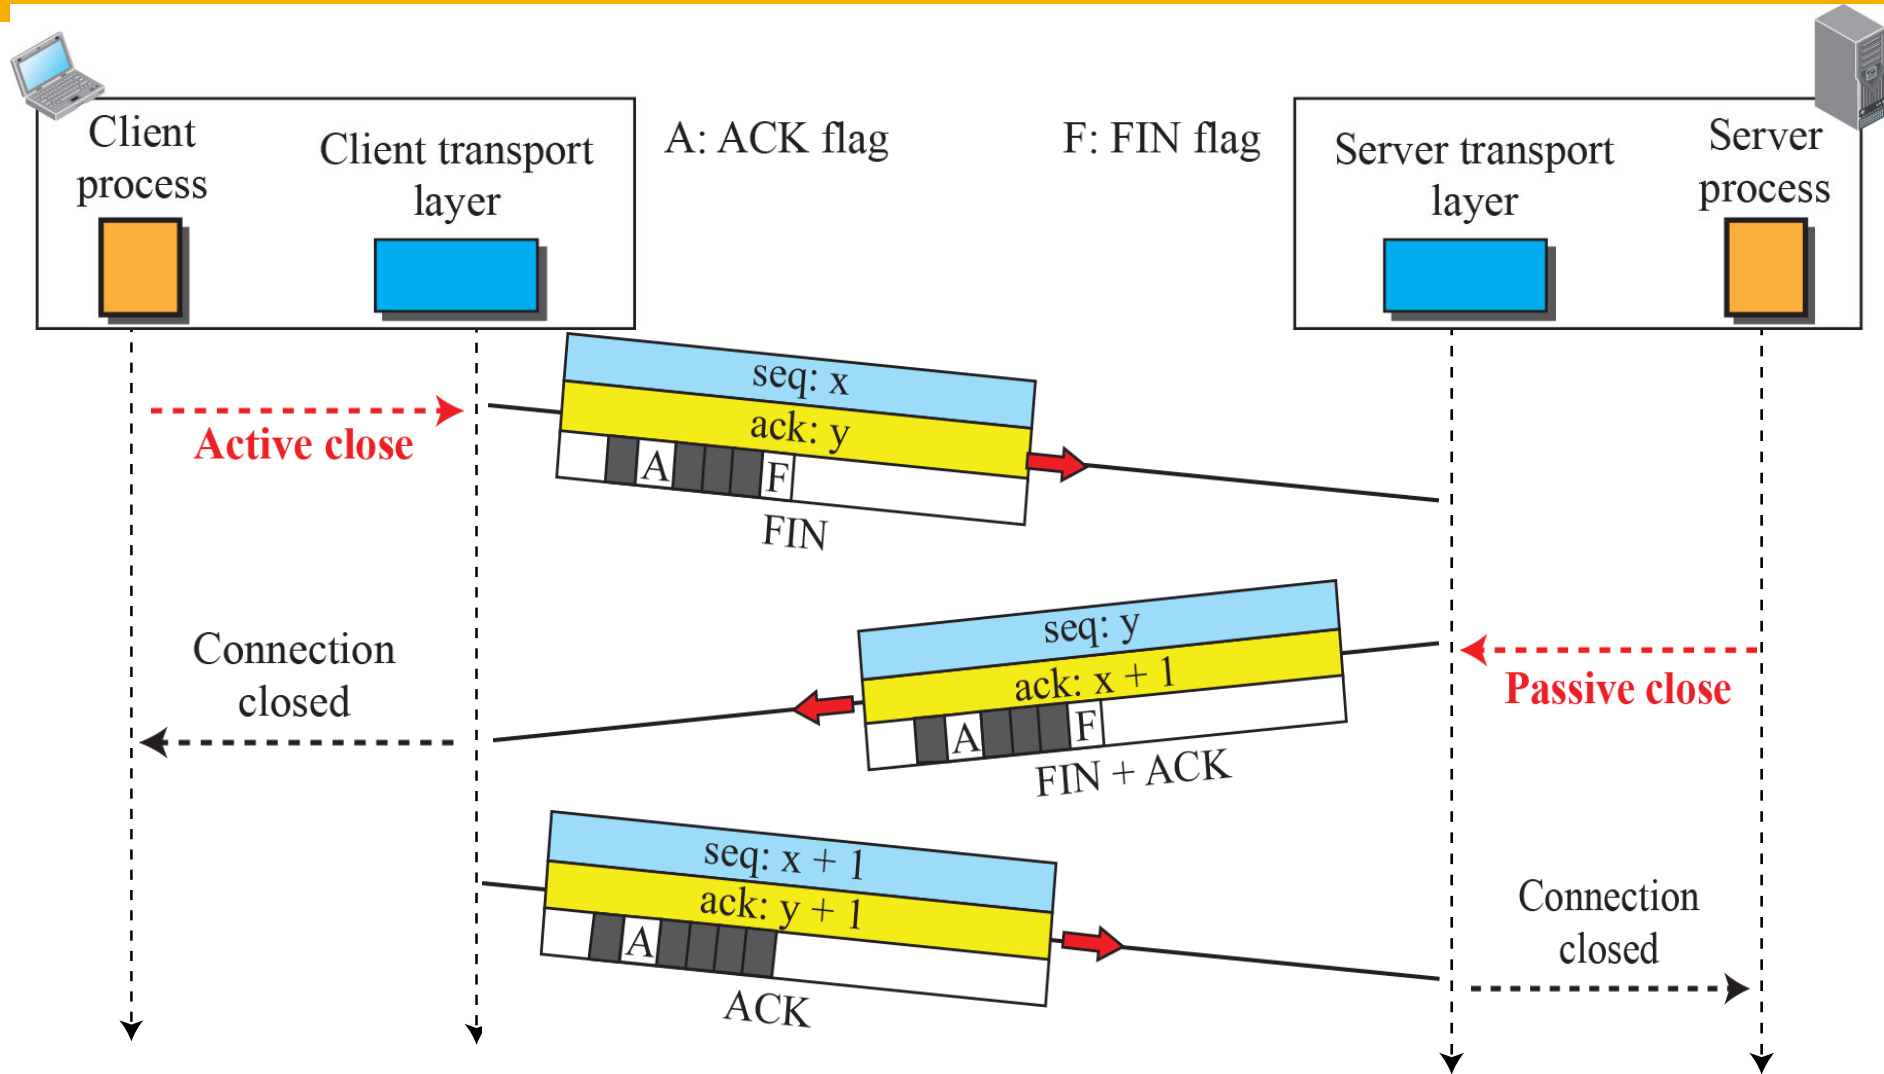 Client
process
Client transport
layer
A: ACK flag
F: FIN flag
Server transport
layer
Server
process
Active close
seq: x
ack: y
A
F
FIN
Passive close
seq: y
ack: x + 1
A
F
FIN + ACK
Connection
closed
seq: x + 1
ack: y + 1
A
ACK
Connection
closed